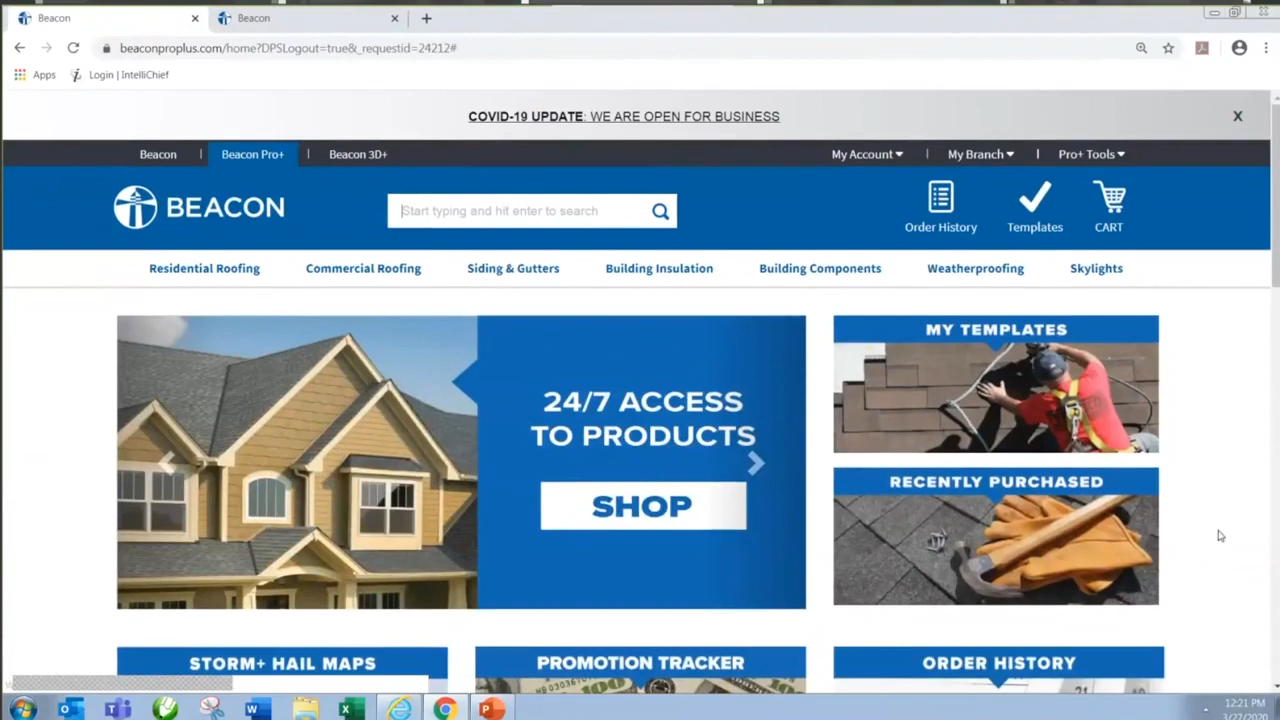 Beacon
Beacon
beaconproplus.com/home?DPSLogout=true&_requestid=24212#
Apps
Login | IntelliChief
COVID-19 UPDATE: WE ARE OPEN FOR BUSINESS
X
Beacon | Beacon Pro+ | Beacon 3D+
My Account | My Branch | Pro+ Tools
BEACON
Start typing and hit enter to search
Order History
Templates
CART
Residential Roofing
Commercial Roofing
Siding & Gutters
Building Insulation
Building Components
Weatherproofing
Skylights
24/7 ACCESS
TO PRODUCTS
SHOP
MY TEMPLATES
RECENTLY PURCHASED
STORM+ HAIL MAPS
PROMOTION TRACKER
ORDER HISTORY
12:21 PM
3/27/2020